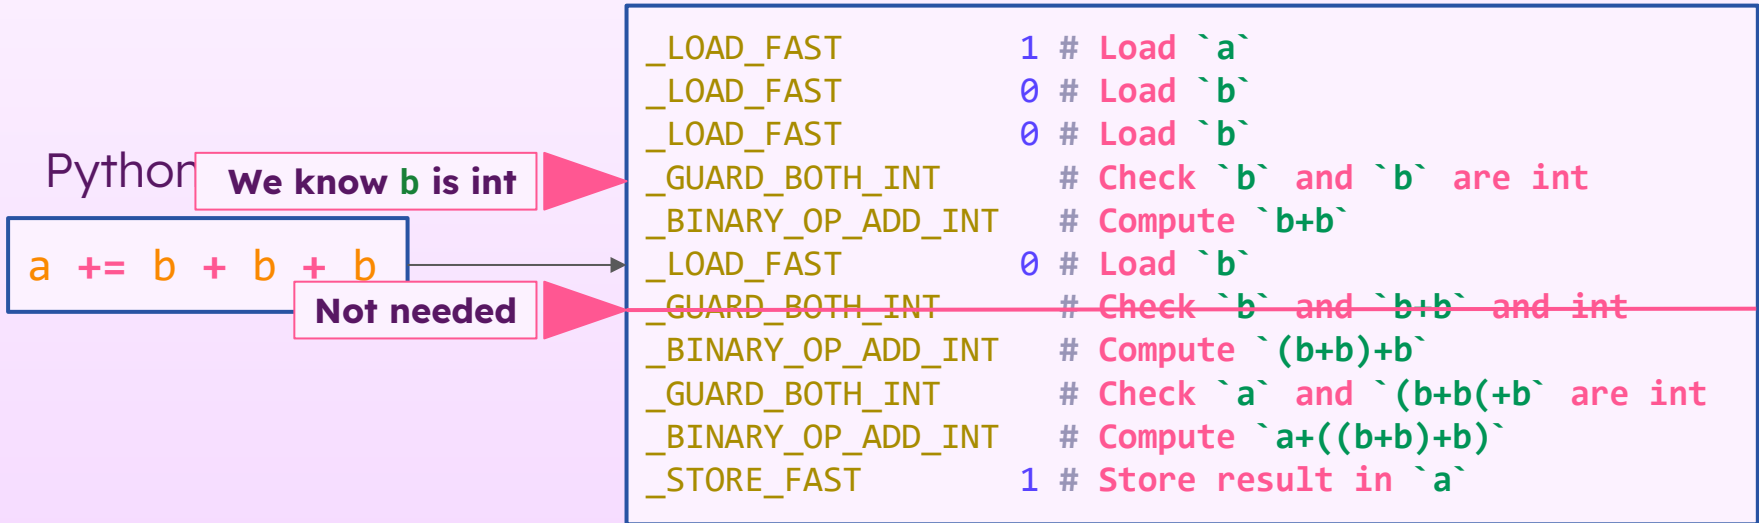 Python
We know b is int
a += b + b + b
Not needed
_LOAD_FAST 1 # Load `a`
_LOAD_FAST 0 # Load `b`
_LOAD_FAST 0 # Load `b`
_GUARD_BOTH_INT # Check `b` and `b` are int
_BINARY_OP_ADD_INT # Compute `b+b`
_LOAD_FAST 0 # Load `b`
_GUARD_BOTH_INT # Check `b` and `b+b` and int
_BINARY_OP_ADD_INT # Compute `(b+b)+b`
_GUARD_BOTH_INT # Check `a` and `(b+b(+b` are int
_BINARY_OP_ADD_INT # Compute `a+((b+b)+b)`
_STORE_FAST 1 # Store result in `a`